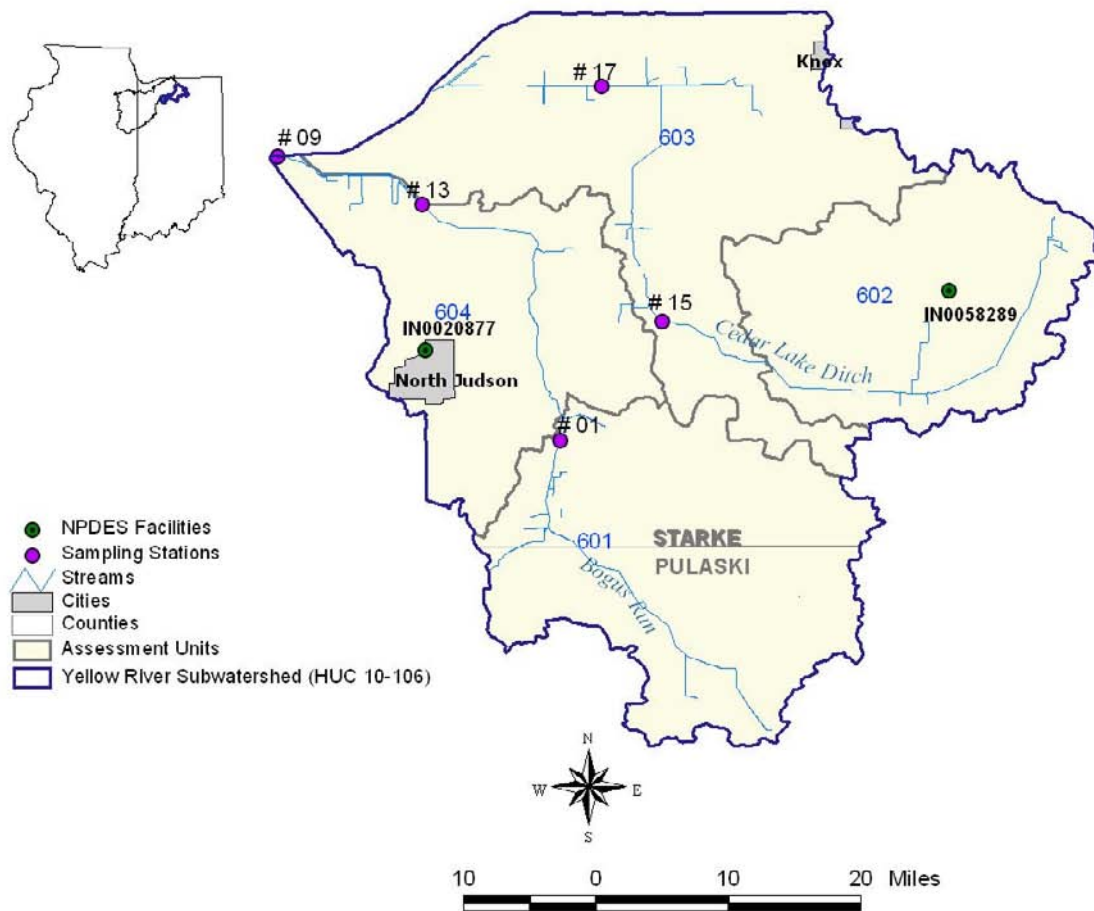 Knox
# 17
603
# 09
# 13
602
IN0058289
604
IN0020877
# 15
Cedar Lake Ditch
North Judson
# 01
STARKE
601
PULASKI
Bogus Run
NPDES Facilities
Sampling Stations
Streams
Cities
Counties
Assessment Units
Yellow River Subwatershed (HUC 10-106)
N
W
E
S
10 0 10 20 Miles